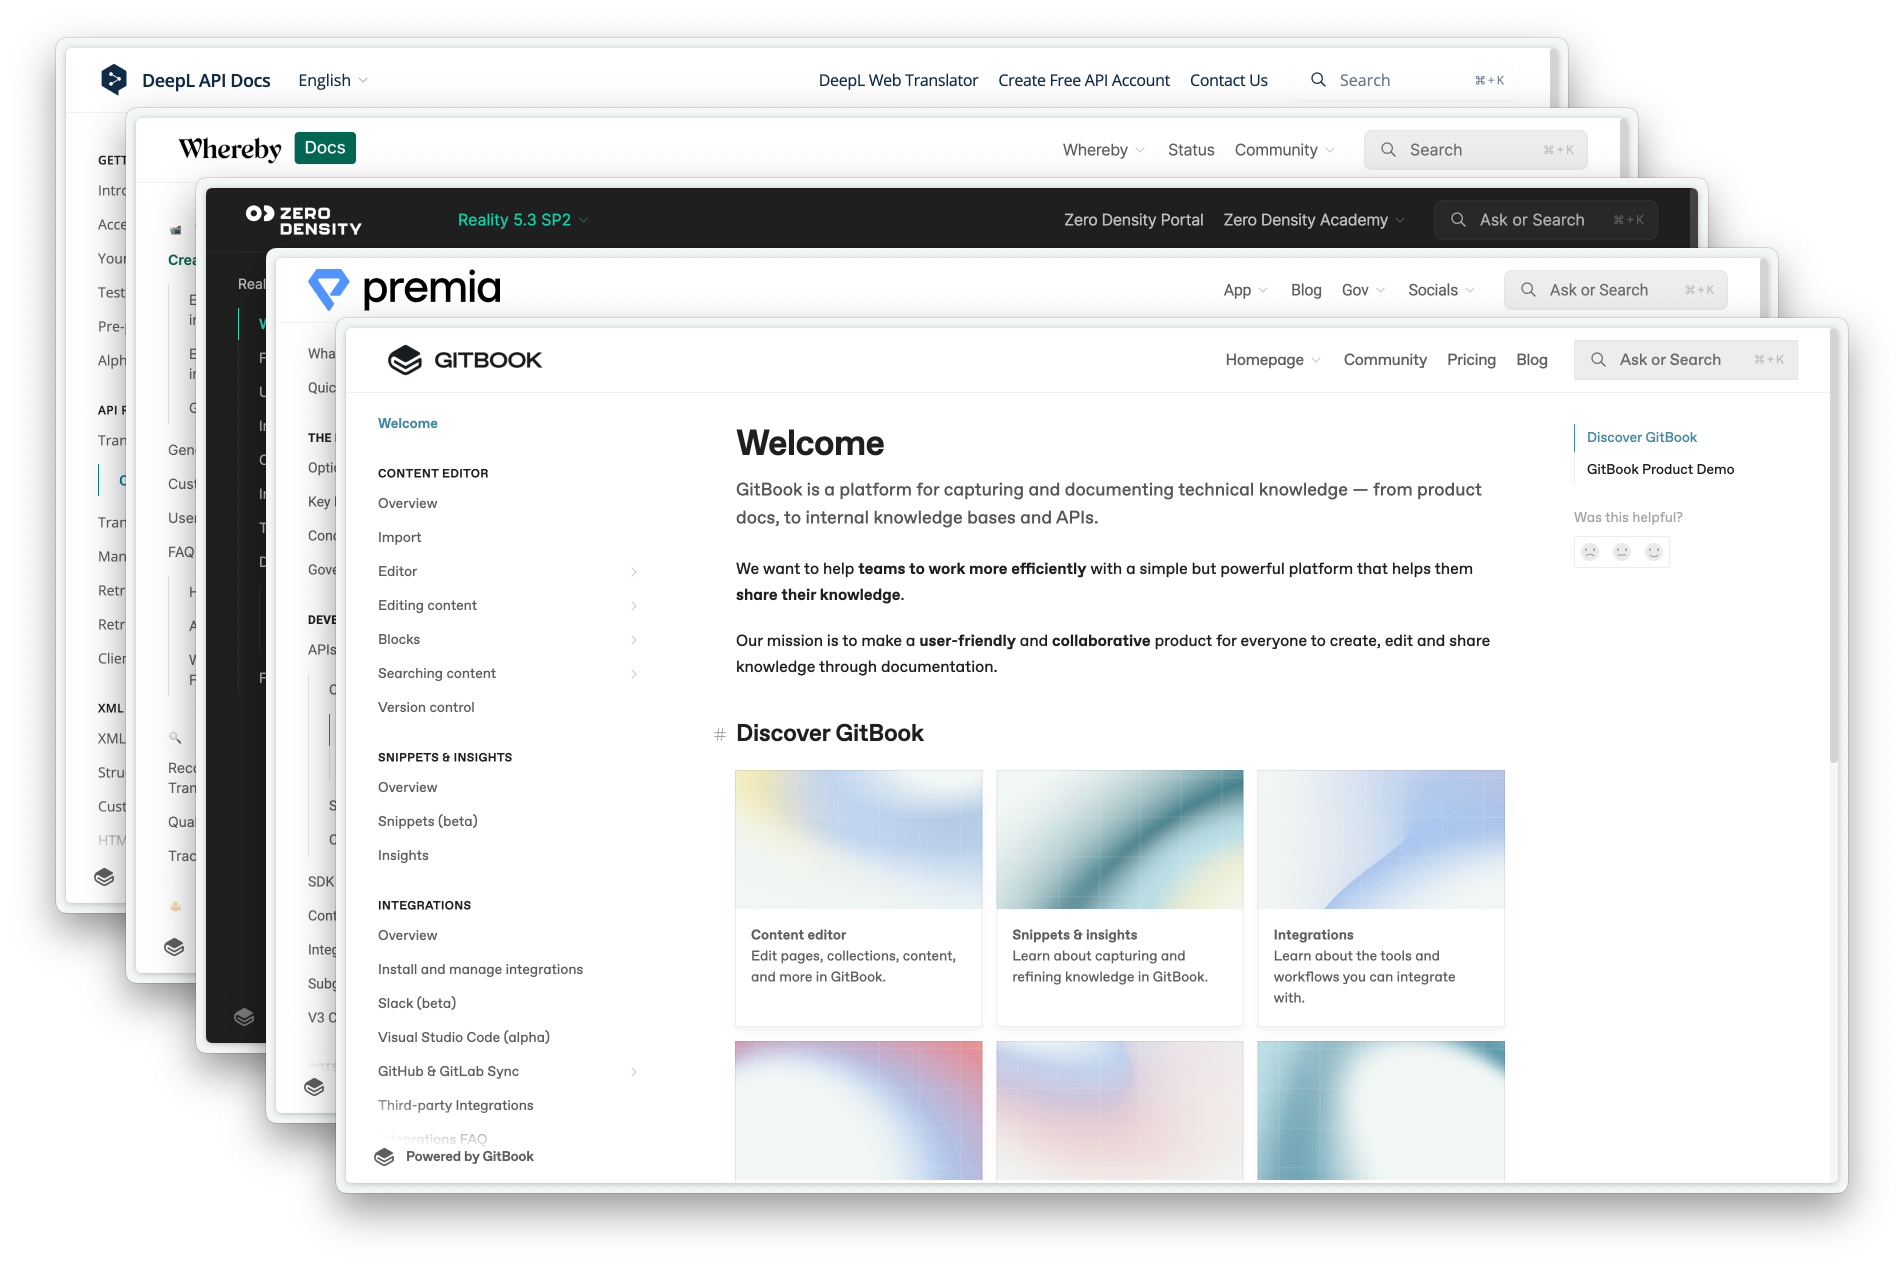 DeepL API Docs
English
DeepL Web Translator
Create Free API Account
Contact Us
Search
⌘ + K
Whereby Docs
Whereby
Status
Community
Search
⌘ + K
ZERO
DENSITY
Reality 5.3 SP2
Zero Density Portal
Zero Density Academy
Ask or Search
⌘ + K
premia
App
Blog
Gov
Socials
Ask or Search
⌘ + K
API
XML
XML
FAQ
THE
Key
APIs
SDK
GITBOOK
Homepage
Community
Pricing
Blog
Ask or Search
⌘ + K
Welcome
CONTENT EDITOR
Overview
Import
Editor
Editing content
Blocks
Searching content
Version control
SNIPPETS & INSIGHTS
Overview
Snippets (beta)
Insights
INTEGRATIONS
Overview
Install and manage integrations
Slack (beta)
Visual Studio Code (alpha)
GitHub & GitLab Sync
Third-party Integrations
Integrations FAQ
Powered by GitBook
Welcome
GitBook is a platform for capturing and documenting technical knowledge — from product
docs, to internal knowledge bases and APIs.
We want to help teams to work more efficiently with a simple but powerful platform that helps them
share their knowledge.
Our mission is to make a user-friendly and collaborative product for everyone to create, edit and share
knowledge through documentation.
# Discover GitBook
Content editor
Edit pages, collections, content,
and more in GitBook.
Snippets & insights
Learn about capturing and
refining knowledge in GitBook.
Integrations
Learn about the tools and
workflows you can integrate
with.
Discover GitBook
GitBook Product Demo
Was this helpful?